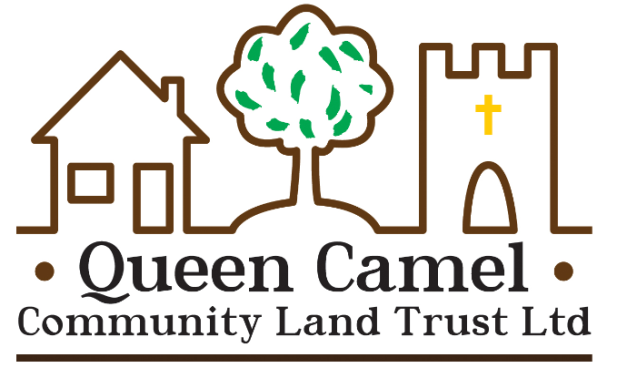 • Queen Camel •
Community Land Trust Ltd